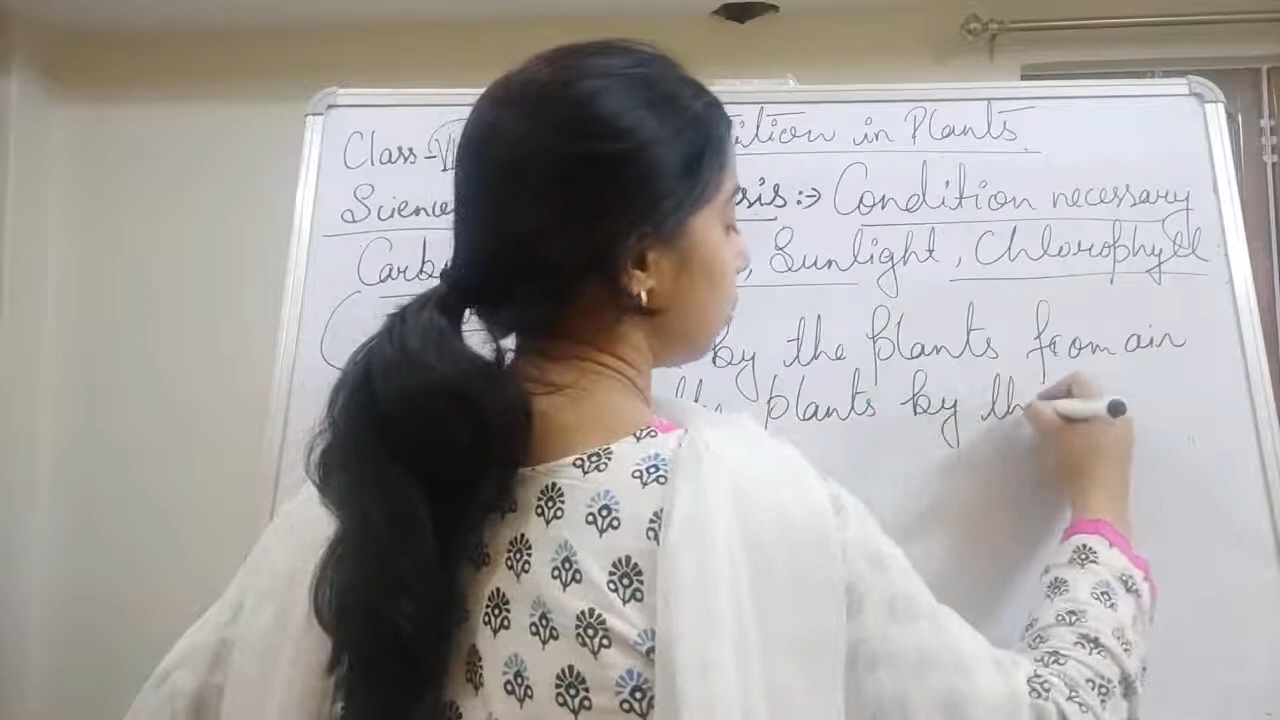 Class-VII ition in Plants
Science sis :→ Condition necessary
Carb , Sunlight, Chlorophyll
by the plants from air
the plants by th